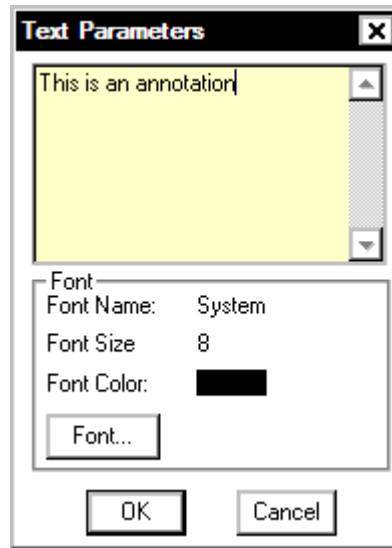 Text Parameters
This is an annotation
Font
Font Name: System
Font Size 8
Font Color:
Font...
OK Cancel